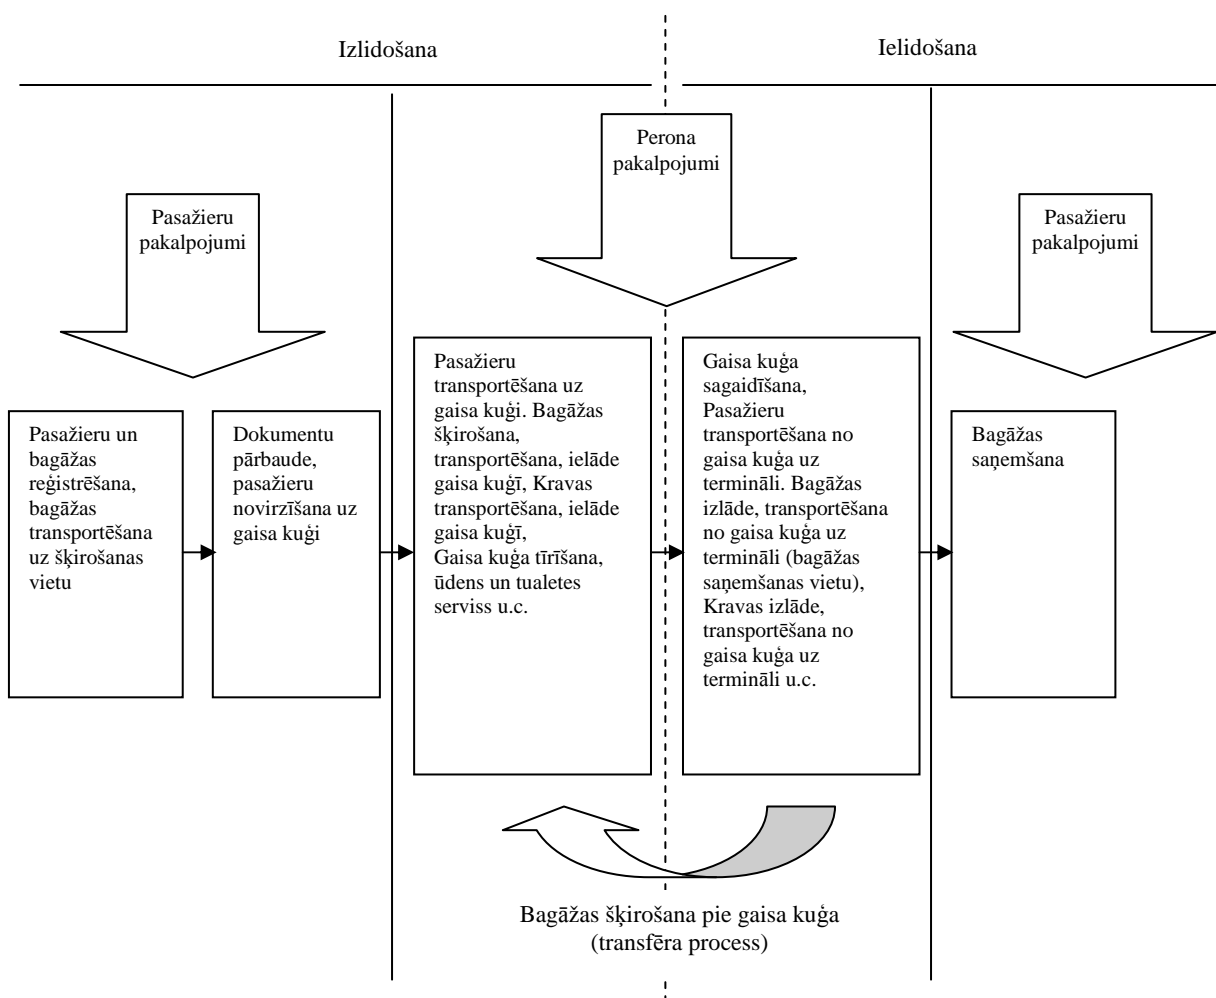 Izlidošana
Ielidošana
Perona
pakalpojumi
Pasažieru
pakalpojumi
Pasažieru
pakalpojumi
Pasažieru un
bagāžas
reģistrēšana,
bagāžas
transportēšana
uz šķirošanas
vietu
Dokumentu
pārbaude,
pasažieru
novirzīšana uz
gaisa kuģi
Pasažieru
transportēšana uz
gaisa kuģi. Bagāžas
šķirošana,
transportēšana, ielāde
gaisa kuģī, Kravas
transportēšana, ielāde
gaisa kuģī,
Gaisa kuģa tīrīšana,
ūdens un tualetes
serviss u.c.
Gaisa kuģa
sagaidīšana,
Pasažieru
transportēšana no
gaisa kuģa uz
termināli. Bagāžas
izlāde, transportēšana
no gaisa kuģa uz
termināli (bagāžas
saņemšanas vietu),
Kravas izlāde,
transportēšana no
gaisa kuģa uz
termināli u.c.
Bagāžas
saņemšana
Bagāžas šķirošana pie gaisa kuģa
(transfēra process)